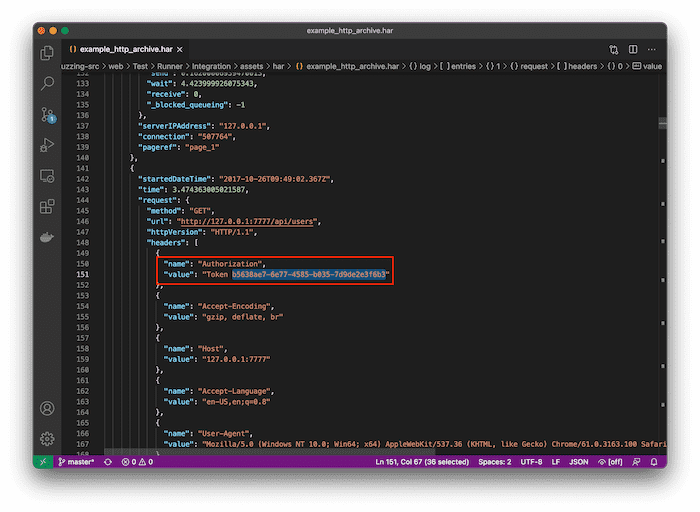 example_http_archive.har
example_http_archive.har ×
uzzing-src > web > Test > Runner > Integration > assets > har > example_http_archive.har > {} log > [ ] entries > {} 1 > {} request > [ ] headers > {} 0 > value
132
133 "wait": 4.423999926075343,
134 "receive": 0,
135 "_blocked_queueing": -1
136 },
137 "serverIPAddress": "127.0.0.1",
138 "connection": "507764",
139 "pageref": "page_1"
140 },
141 {
142 "startedDateTime": "2017-10-26T09:49:02.367Z",
143 "time": 3.474363005021587,
144 "request": {
145 "method": "GET",
146 "url": "http://127.0.0.1:7777/api/users",
147 "httpVersion": "HTTP/1.1",
148 "headers": [
149 {
150 "name": "Authorization",
151 "value": "Token b5638ae7-6e77-4585-b035-7d9de2e3f6b3"
152 },
153 {
154 "name": "Accept-Encoding",
155 "value": "gzip, deflate, br"
156 },
157 {
158 "name": "Host",
159 "value": "127.0.0.1:7777"
160 },
161 {
162 "name": "Accept-Language",
163 "value": "en-US,en;q=0.8"
164 },
165 {
166 "name": "User-Agent",
167 "value": "Mozilla/5.0 (Windows NT 10.0; Win64; x64) AppleWebKit/537.36 (KHTML, like Gecko) Chrome/61.0.3163.100 Safari
168 }
master* 0 0 Ln 151, Col 67 (36 selected) Spaces: 2 UTF-8 LF JSON [off]